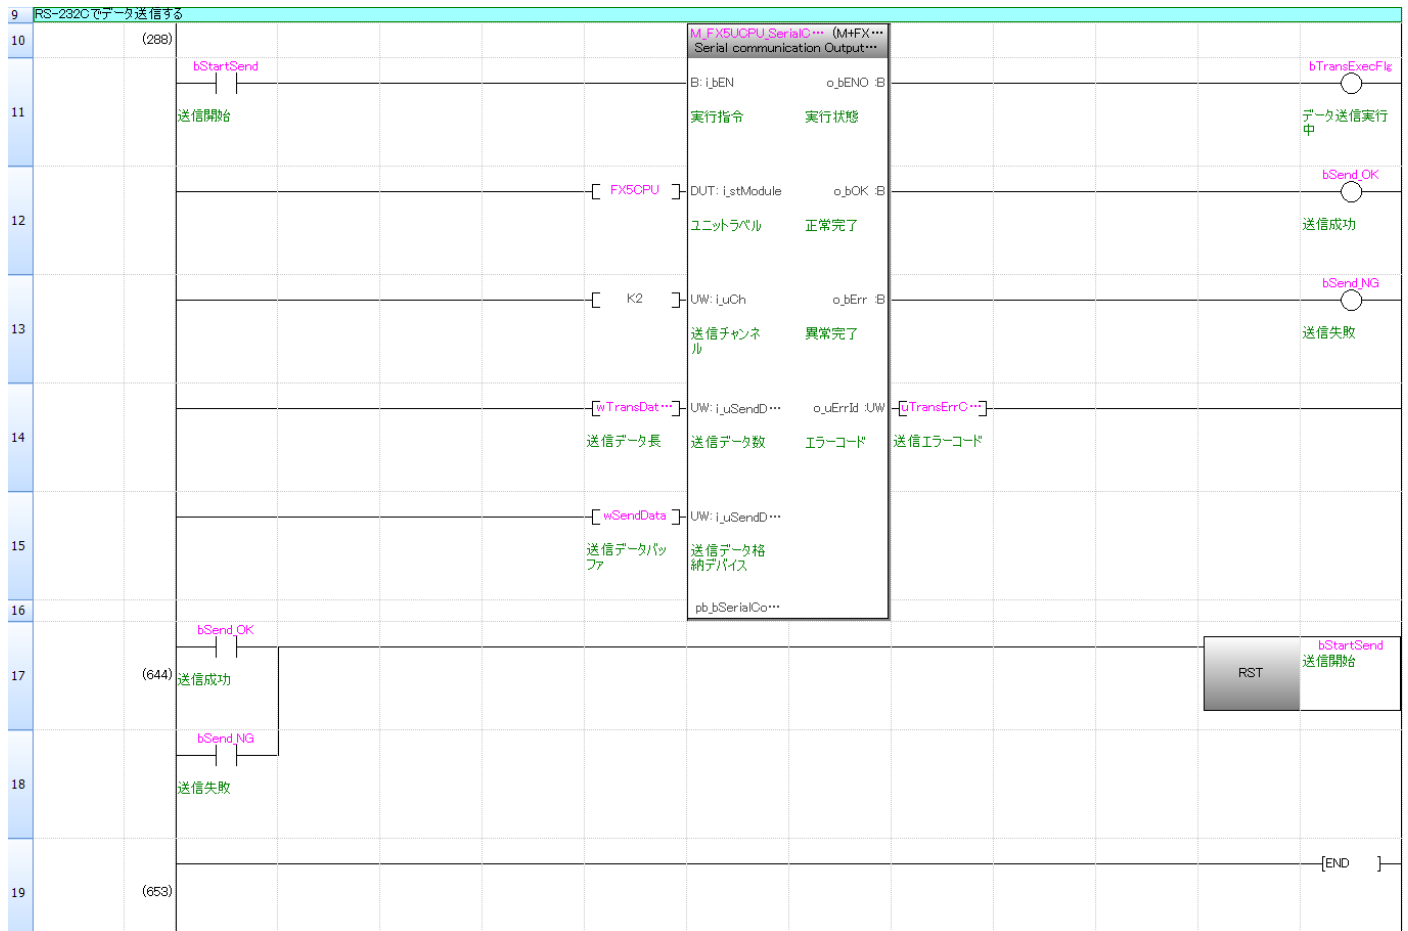 9 RS-232Cでデータ送信する
10 (288) M_FX5UCPU_SerialC… (M+FX…
Serial communication Output…
11 bStartSend B: i_bEN o_bENO :B bTransExecFlg
送信開始 実行指令 実行状態 データ送信実行
中
12 [ FX5CPU ] DUT: i_stModule o_bOK :B bSend_OK
ユニットラベル 正常完了 送信成功
13 [ K2 ] UW: i_uCh o_bErr :B bSend_NG
送信チャンネ 異常完了 送信失敗
ル
14 [wTransDat…] UW: i_uSendD… o_uErrId :UW [uTransErrC…]
送信データ長 送信データ数 エラーコード 送信エラーコード
15 [ wSendData ] UW: i_uSendD…
送信データバッ 送信データ格
ファ 納デバイス
16 pb_bSerialCo…
17 (644) bSend_OK RST bStartSend
送信成功 送信開始
18 bSend_NG
送信失敗
19 (653) [END ]